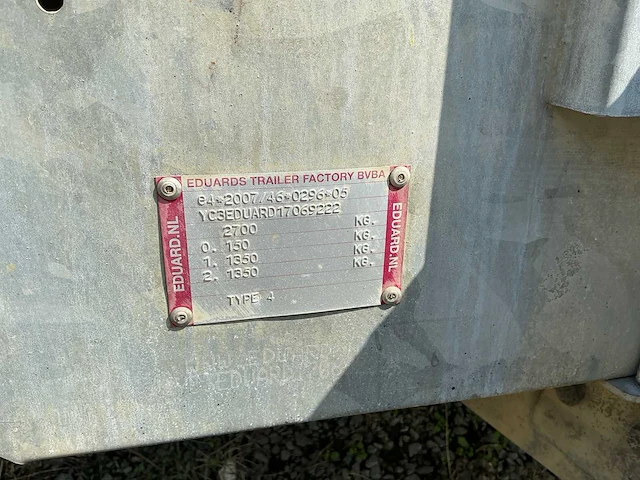 EDUARDS TRAILER FACTORY BVBA
e4*2007/46*0296*05
YC3EDUARD17069222
2700 KG.
0. 150 KG.
1. 1350 KG.
2. 1350 KG.
TYPE 4
EDUARD.NL
EDUARD.NL